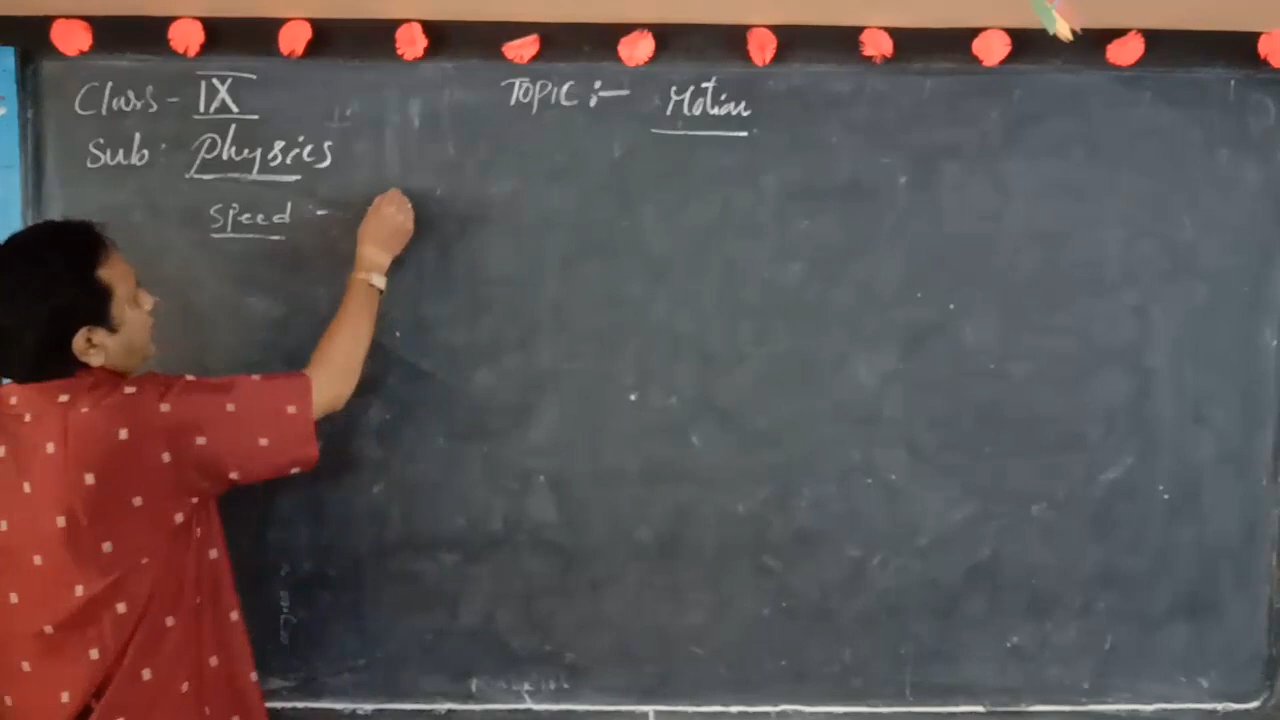 Class - IX
TOPIC :- Motion
Sub: Physics
Speed -